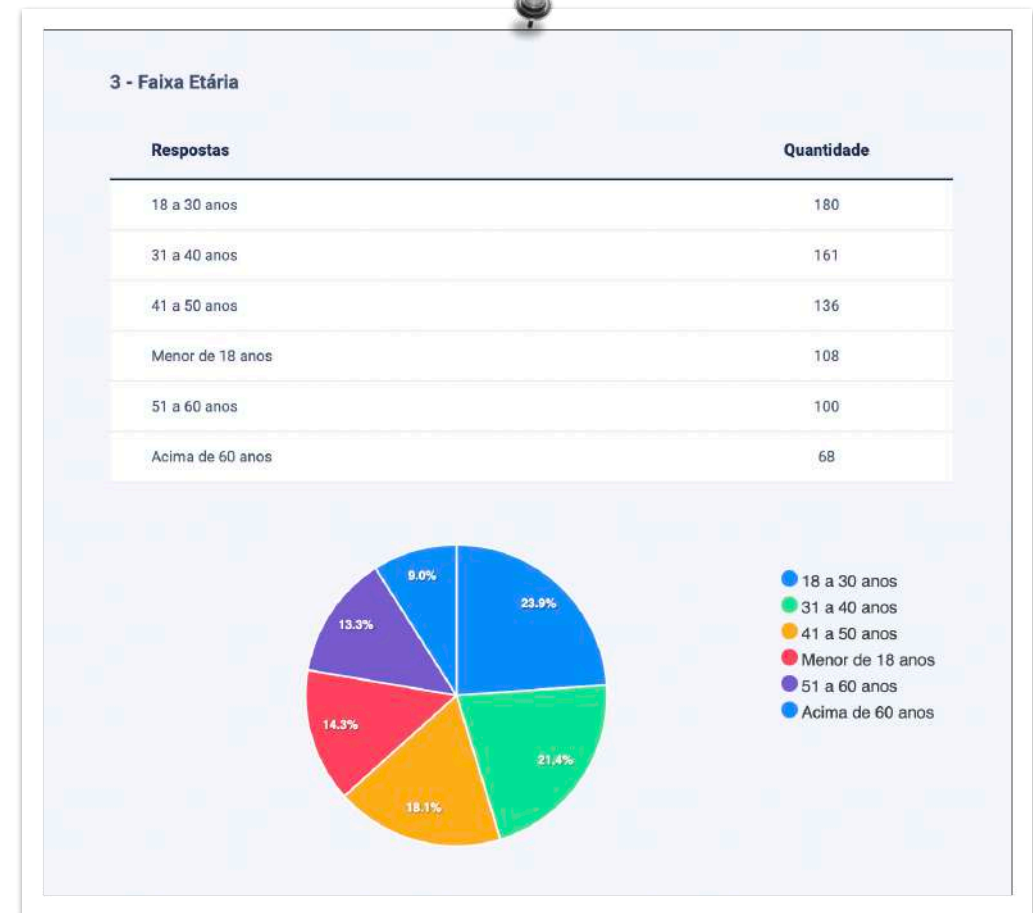 3 - Faixa Etária
Respostas Quantidade
18 a 30 anos 180
31 a 40 anos 161
41 a 50 anos 136
Menor de 18 anos 108
51 a 60 anos 100
Acima de 60 anos 68
9.0%
23.9%
13.3%
14.3%
21.4%
18.1%
18 a 30 anos
31 a 40 anos
41 a 50 anos
Menor de 18 anos
51 a 60 anos
Acima de 60 anos